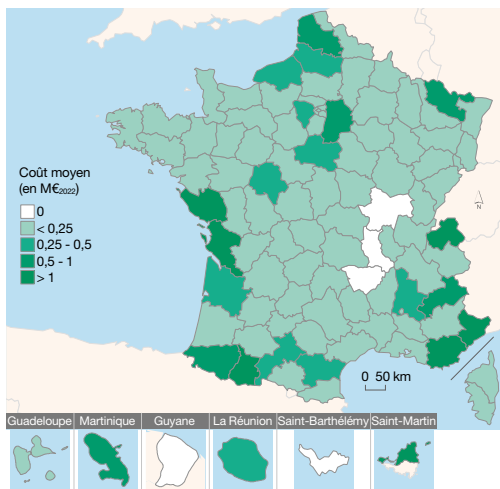 Coût moyen
(en M€2022)
0
< 0,25
0,25 - 0,5
0,5 - 1
> 1
N
0 50 km
Guadeloupe Martinique Guyane La Réunion Saint-Barthélémy Saint-Martin